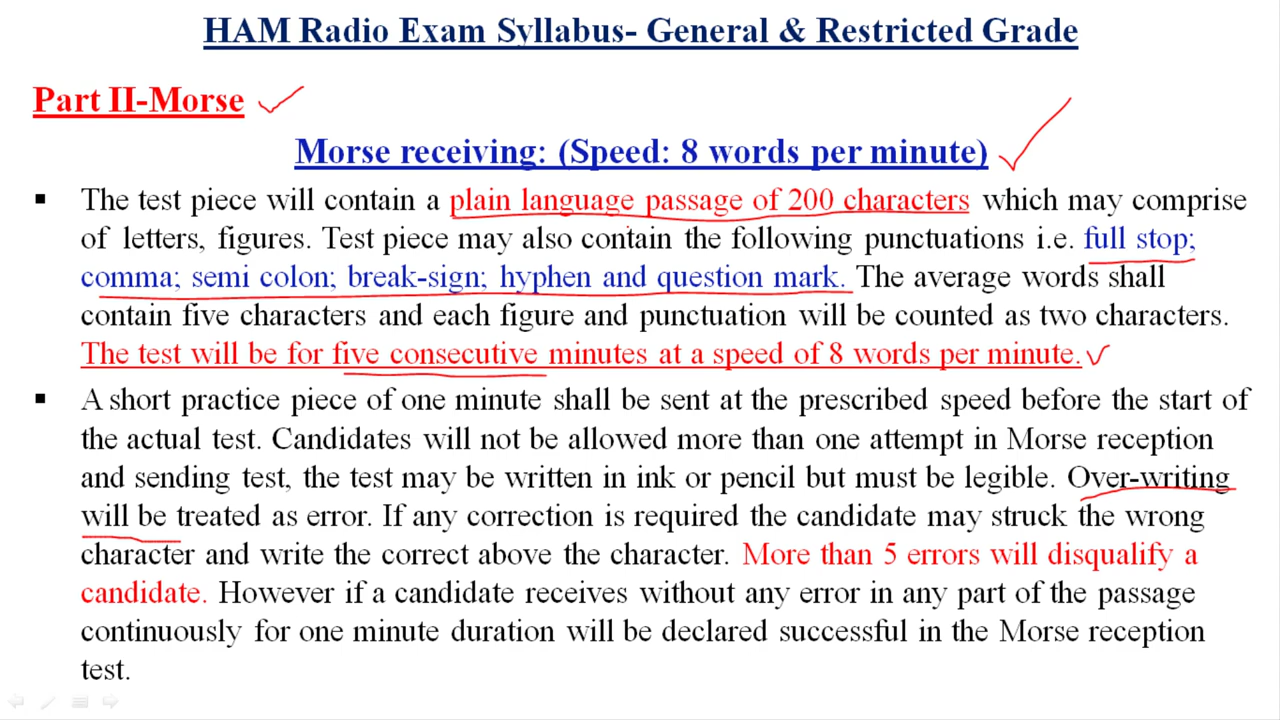 HAM Radio Exam Syllabus- General & Restricted Grade
Part II-Morse
Morse receiving: (Speed: 8 words per minute)
▪ The test piece will contain a plain language passage of 200 characters which may comprise
of letters, figures. Test piece may also contain the following punctuations i.e. full stop;
comma; semi colon; break-sign; hyphen and question mark. The average words shall
contain five characters and each figure and punctuation will be counted as two characters.
The test will be for five consecutive minutes at a speed of 8 words per minute.
▪ A short practice piece of one minute shall be sent at the prescribed speed before the start of
the actual test. Candidates will not be allowed more than one attempt in Morse reception
and sending test, the test may be written in ink or pencil but must be legible. Over-writing
will be treated as error. If any correction is required the candidate may struck the wrong
character and write the correct above the character. More than 5 errors will disqualify a
candidate. However if a candidate receives without any error in any part of the passage
continuously for one minute duration will be declared successful in the Morse reception
test.